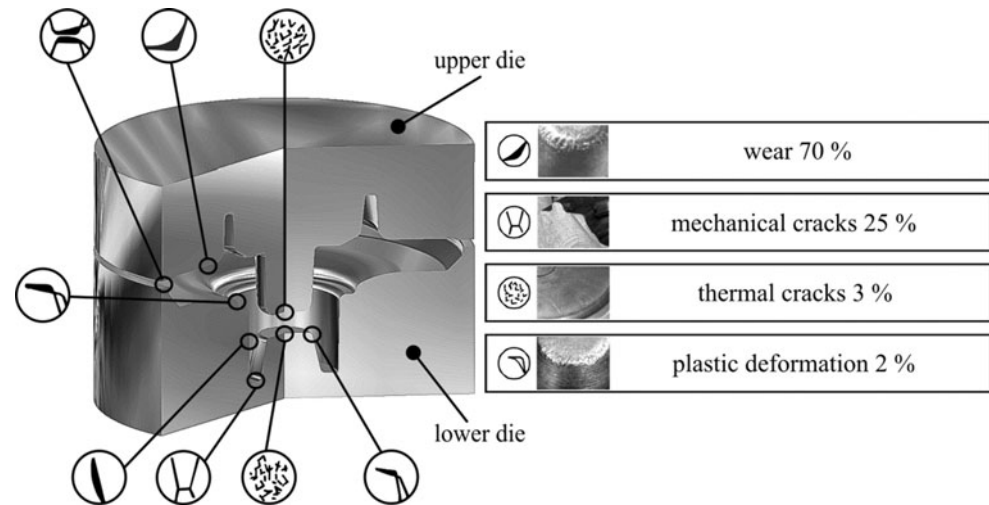 upper die
wear 70 %
mechanical cracks 25 %
thermal cracks 3 %
plastic deformation 2 %
lower die